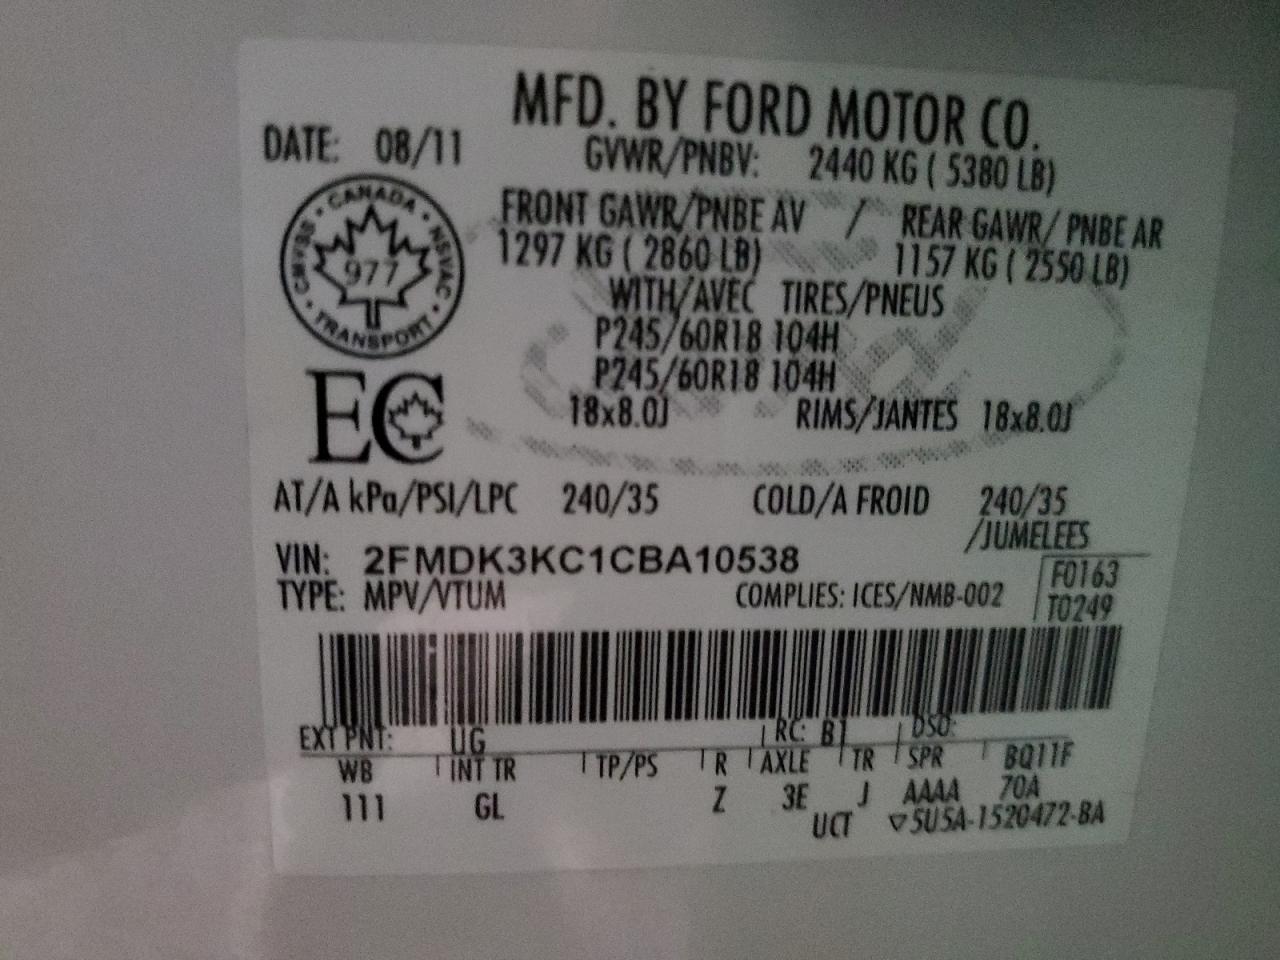 MFD. BY FORD MOTOR CO.
DATE: 08/11
GVWR/PNBV: 2440 KG ( 5380 LB)
FRONT GAWR/PNBE AV / REAR GAWR/ PNBE AR
1297 KG ( 2860 LB) 1157 KG ( 2550 LB)
WITH/AVEC TIRES/PNEUS
P245/60R18 104H
P245/60R18 104H
18x8.0J RIMS/JANTES 18x8.0J
CANADA • NSVAC • TRANSPORT • CMVSS •
977
EC
AT/A kPa/PSI/LPC 240/35 COLD/A FROID 240/35
/JUMELEES
VIN: 2FMDK3KC1CBA10538
TYPE: MPV/VTUM COMPLIES: ICES/NMB-002
F0163
T0249
EXT PNT: UG RC: B1 DSO:
WB INT TR TP/PS R AXLE TR SPR BQ11F
111 GL Z 3E J AAAA 70A
UCT ▽5U5A-1520472-BA